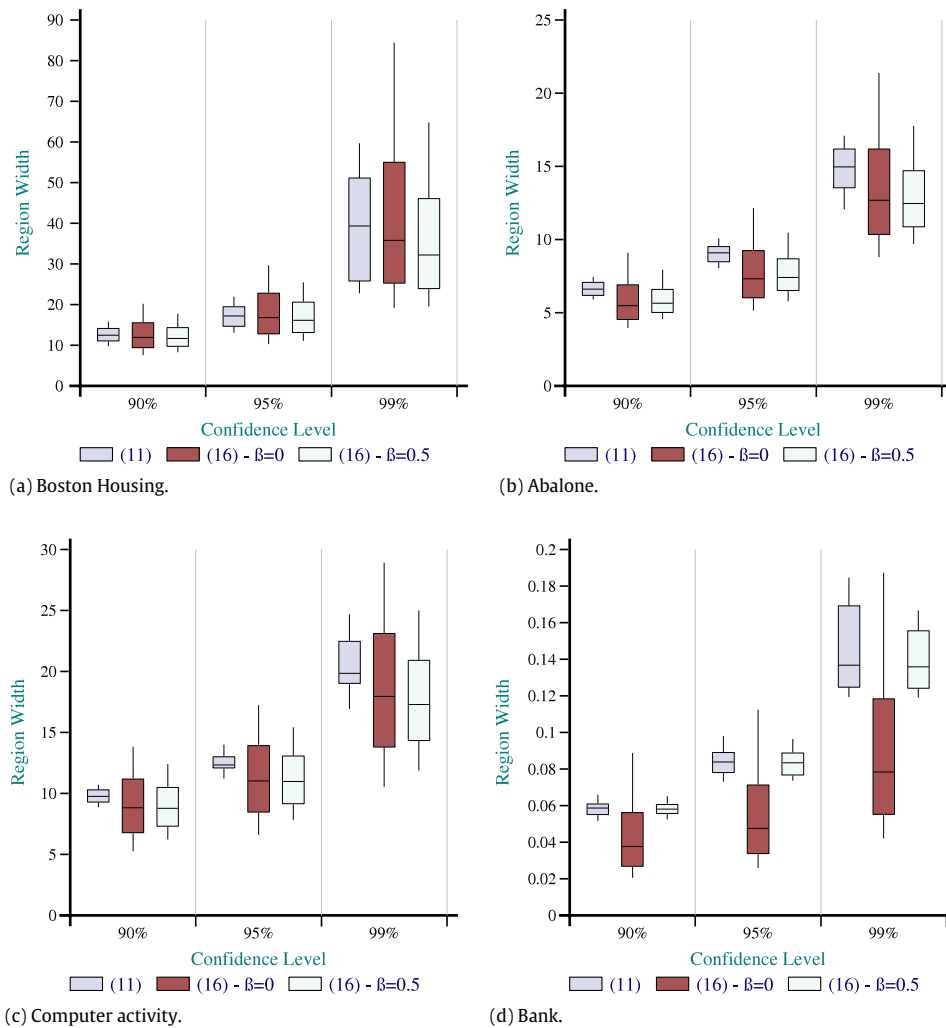 90
80
70
60
50
40
30
20
10
0
Region Width
90% 95% 99%
Confidence Level
(11) (16) - ß=0 (16) - ß=0.5
(a) Boston Housing.
25
20
15
10
5
0
Region Width
90% 95% 99%
Confidence Level
(11) (16) - ß=0 (16) - ß=0.5
(b) Abalone.
30
25
20
15
10
5
0
Region Width
90% 95% 99%
Confidence Level
(11) (16) - ß=0 (16) - ß=0.5
(c) Computer activity.
0.2
0.18
0.16
0.14
0.12
0.1
0.08
0.06
0.04
0.02
0
Region Width
90% 95% 99%
Confidence Level
(11) (16) - ß=0 (16) - ß=0.5
(d) Bank.